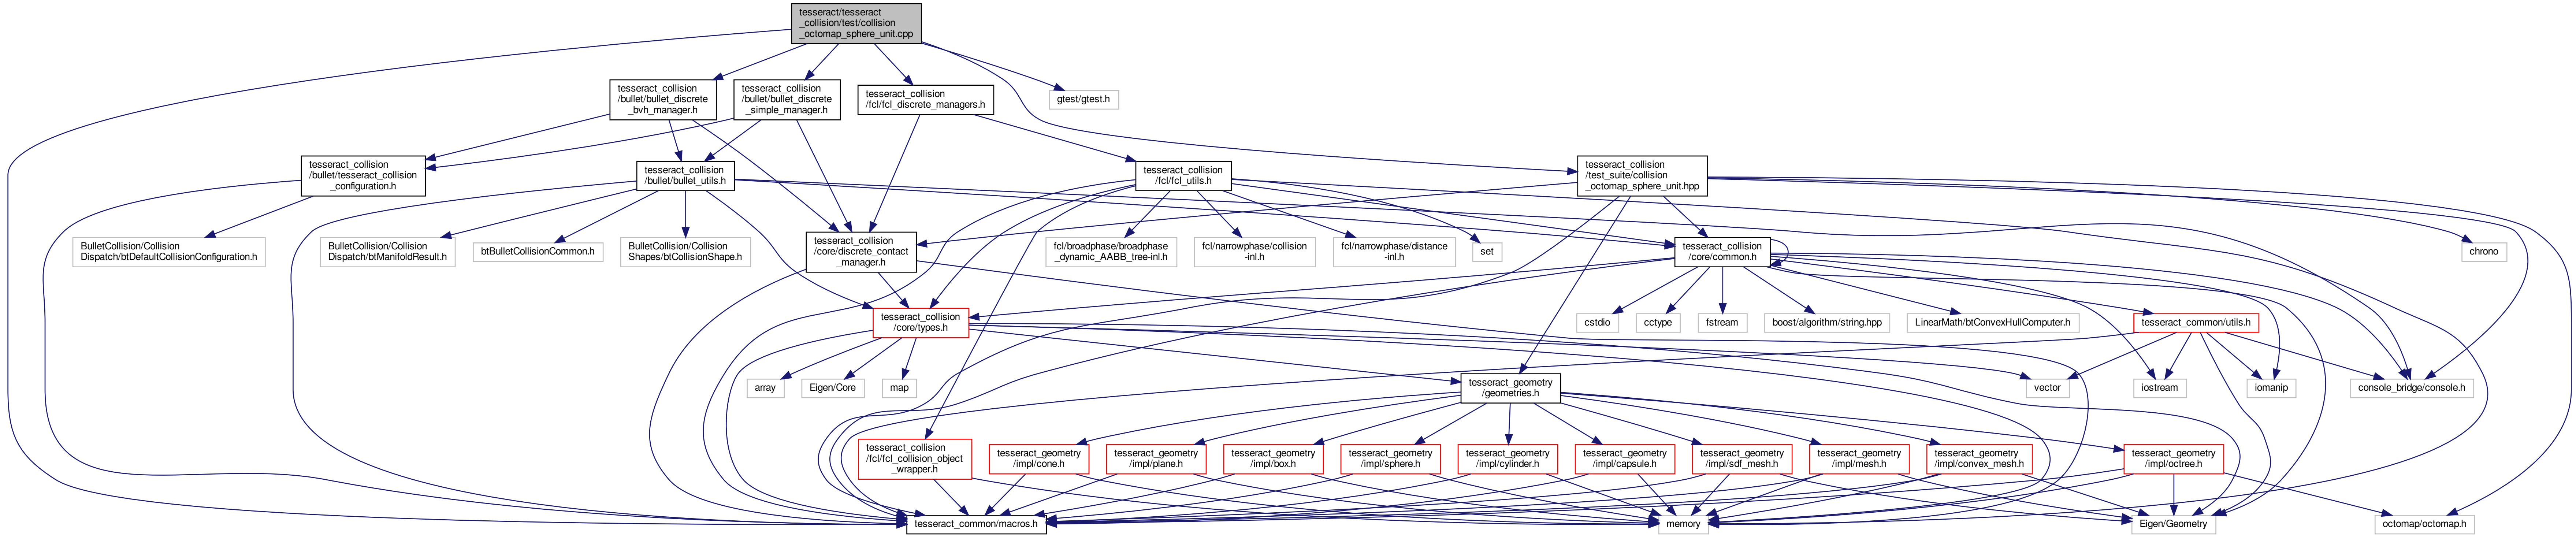 tesseract/tesseract
_collision/test/collision
_octomap_sphere_unit.cpp
tesseract_collision
/bullet/bullet_discrete
_bvh_manager.h
tesseract_collision
/bullet/bullet_discrete
_simple_manager.h
tesseract_collision
/fcl/fcl_discrete_managers.h
gtest/gtest.h
tesseract_collision
/bullet/tesseract_collision
_configuration.h
tesseract_collision
/bullet/bullet_utils.h
tesseract_collision
/fcl/fcl_utils.h
tesseract_collision
/test_suite/collision
_octomap_sphere_unit.hpp
BulletCollision/Collision
Dispatch/btDefaultCollisionConfiguration.h
BulletCollision/Collision
Dispatch/btManifoldResult.h
btBulletCollisionCommon.h
BulletCollision/Collision
Shapes/btCollisionShape.h
tesseract_collision
/core/discrete_contact
_manager.h
fcl/broadphase/broadphase
_dynamic_AABB_tree-inl.h
fcl/narrowphase/collision
-inl.h
fcl/narrowphase/distance
-inl.h
set
tesseract_collision
/core/common.h
chrono
tesseract_collision
/core/types.h
cstdio
cctype
fstream
boost/algorithm/string.hpp
LinearMath/btConvexHullComputer.h
tesseract_common/utils.h
array
Eigen/Core
map
tesseract_geometry
/geometries.h
vector
iostream
iomanip
console_bridge/console.h
tesseract_collision
/fcl/fcl_collision_object
_wrapper.h
tesseract_geometry
/impl/cone.h
tesseract_geometry
/impl/plane.h
tesseract_geometry
/impl/box.h
tesseract_geometry
/impl/sphere.h
tesseract_geometry
/impl/cylinder.h
tesseract_geometry
/impl/capsule.h
tesseract_geometry
/impl/sdf_mesh.h
tesseract_geometry
/impl/mesh.h
tesseract_geometry
/impl/convex_mesh.h
tesseract_geometry
/impl/octree.h
tesseract_common/macros.h
memory
Eigen/Geometry
octomap/octomap.h